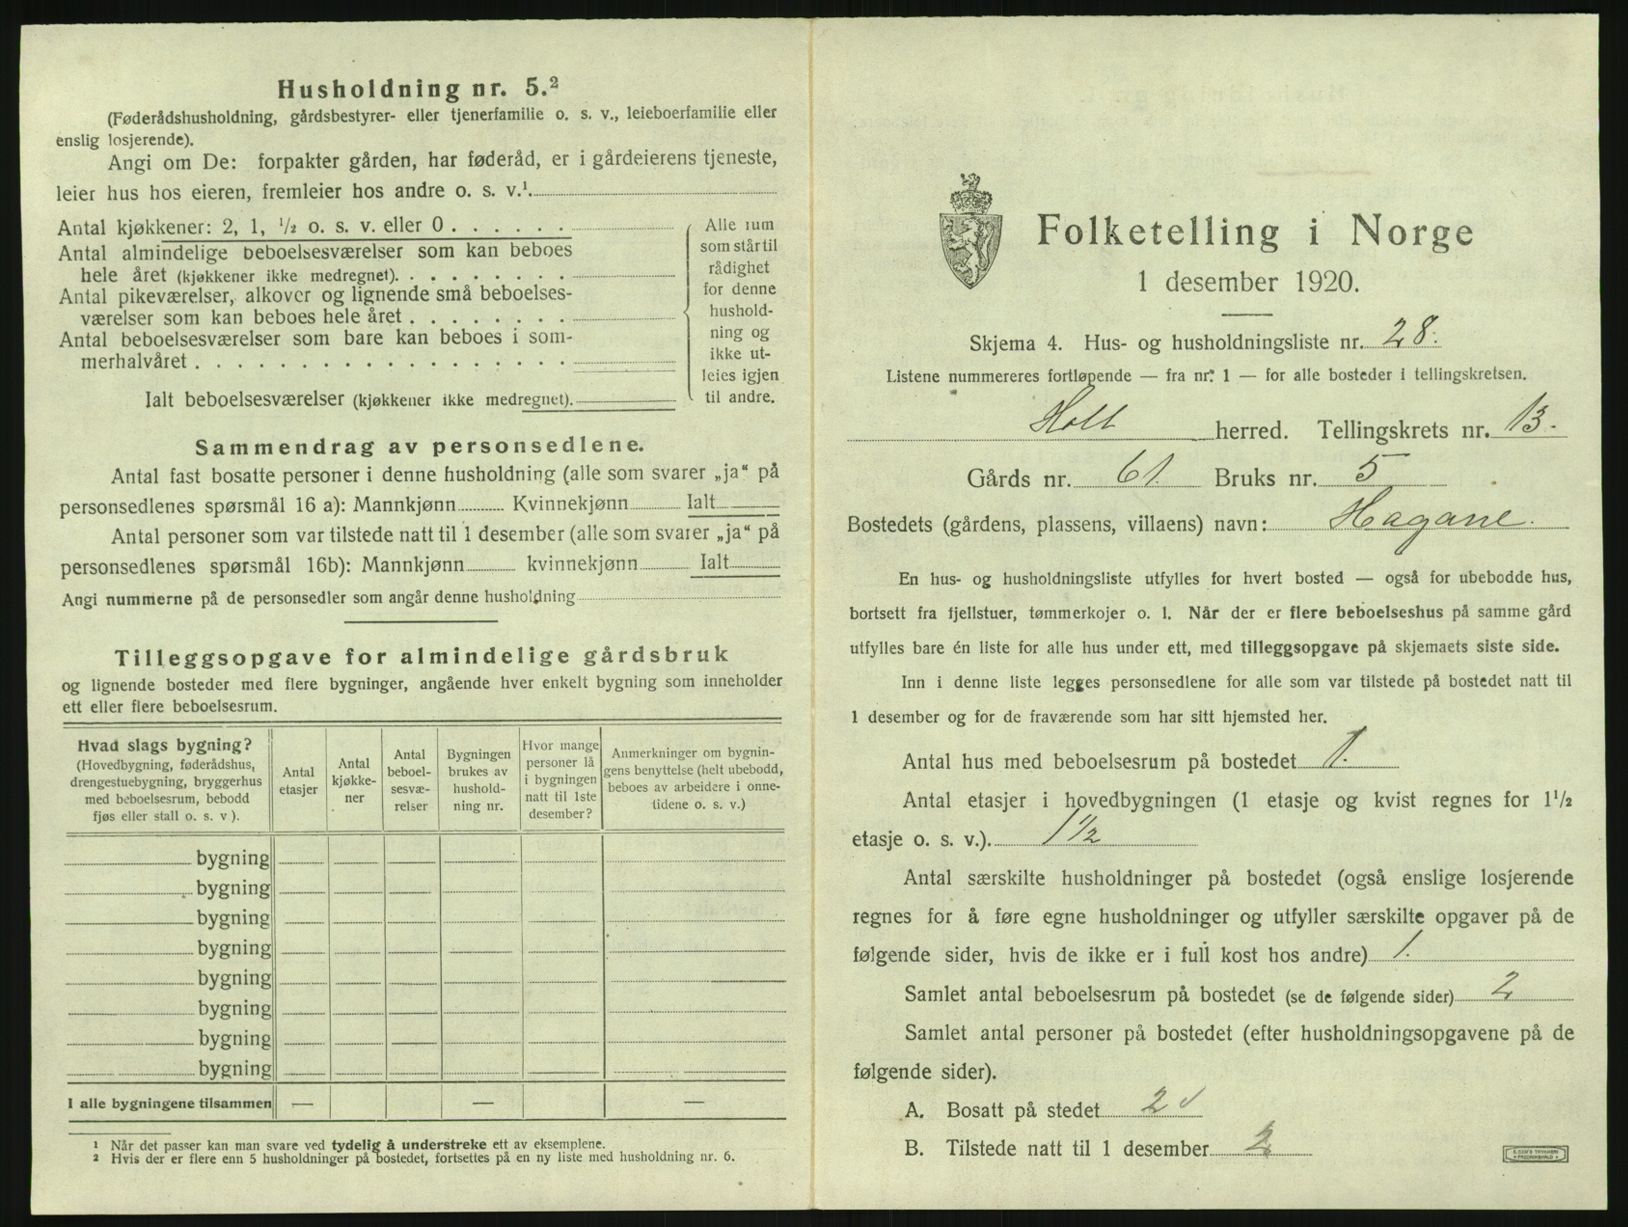 Husholdning nr. 5.²
(Føderådshusholdning, gårdsbestyrer- eller tjenerfamilie o. s. v., leieboerfamilie eller
enslig losjerende).
Angi om De: forpakter gården, har føderåd, er i gårdeierens tjeneste,
leier hus hos eieren, fremleier hos andre o. s. v.¹
Antal kjøkkener: 2, 1, ½ o. s. v. eller 0
Antal almindelige beboelsesværelser som kan beboes
hele året (kjøkkener ikke medregnet)
Antal pikeværelser, alkover og lignende små beboelses-
værelser som kan beboes hele året
Antal beboelsesværelser som bare kan beboes i som-
merhalvåret
Ialt beboelsesværelser (kjøkkener ikke medregnet)
Alle rum
som står til
rådighet
for denne
hushold-
ning og
ikke ut-
leies igjen
til andre.
Sammendrag av personsedlene.
Antal fast bosatte personer i denne husholdning (alle som svarer „ja“ på
personsedlenes spørsmål 16 a): Mannkjønn Kvinnekjønn Ialt
Antal personer som var tilstede natt til 1 desember (alle som svarer „ja“ på
personsedlenes spørsmål 16b): Mannkjønn kvinnekjønn Ialt
Angi nummerne på de personsedler som angår denne husholdning
Tilleggsopgave for almindelige gårdsbruk
og lignende bosteder med flere bygninger, angående hver enkelt bygning som inneholder
ett eller flere beboelsesrum.
Hvad slags bygning?
(Hovedbygning, føderådshus,
drengestuebygning, bryggerhus
med beboelsesrum, bebodd
fjøs eller stall o. s. v ).
Antal
etasjer
Antal
kjøkke-
ner
Antal
beboel-
sesvæ-
relser
Bygningen
brukes av
hushold-
ning nr.
Hvor mange
personer lå
i bygningen
natt til 1ste
desember?
Anmerkninger om bygnin-
gens benyttelse (helt ubebodd,
beboes av arbeidere i onne-
tidene o. s. v.)
bygning
bygning
bygning
bygning
bygning
bygning
bygning
bygning
I alle bygningene tilsammen — — —
¹ Når det passer kan man svare ved tydelig å understreke ett av eksemplene.
² Hvis der er flere enn 5 husholdninger på bostedet, fortsettes på en ny liste med husholdning nr. 6.
Folketelling i Norge
1 desember 1920.
Skjema 4. Hus- og husholdningsliste nr. 28.
Listene nummereres fortløpende — fra nr. 1 — for alle bosteder i tellingskretsen.
Holt herred. Tellingskrets nr. 13.
Gårds nr. 61 Bruks nr. 5
Bostedets (gårdens, plassens, villaens) navn: Hagane.
En hus- og husholdningsliste utfylles for hvert bosted — også for ubebodde hus,
bortsett fra fjellstuer, tømmerkojer o. l. Når der er flere beboelseshus på samme gård
utfylles bare én liste for alle hus under ett, med tilleggsopgave på skjemaets siste side.
Inn i denne liste legges personsedlene for alle som var tilstede på bostedet natt til
1 desember og for de fraværende som har sitt hjemsted her.
Antal hus med beboelsesrum på bostedet 1.
Antal etasjer i hovedbygningen (1 etasje og kvist regnes for 1½
etasje o. s. v.). 1½
Antal særskilte husholdninger på bostedet (også enslige losjerende
regnes for å føre egne husholdninger og utfyller særskilte opgaver på de
følgende sider, hvis de ikke er i full kost hos andre) 1.
Samlet antal beboelsesrum på bostedet (se de følgende sider) 2
Samlet antal personer på bostedet (efter husholdningsopgavene på de
følgende sider).
A. Bosatt på stedet 2
B. Tilstede natt til 1 desember 2